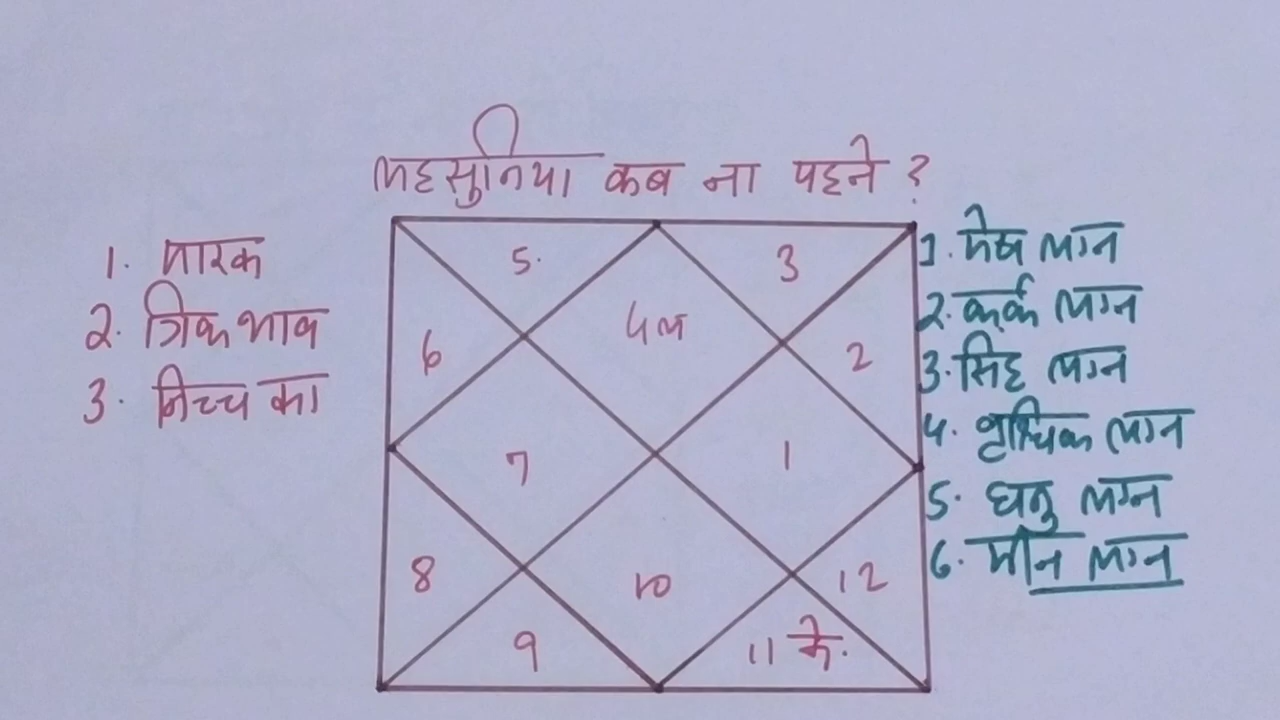 लहसुनिया कब ना पहने ?
1. मारक
2. त्रिक भाव
3. निच्च का
5.
3
4 ल
6
2
7
1
8
10
12
9
11 के.
1. मेष लग्न
2. कर्क लग्न
3. सिंह लग्न
4. वृश्चिक लग्न
5. धनु लग्न
6. मीन लग्न